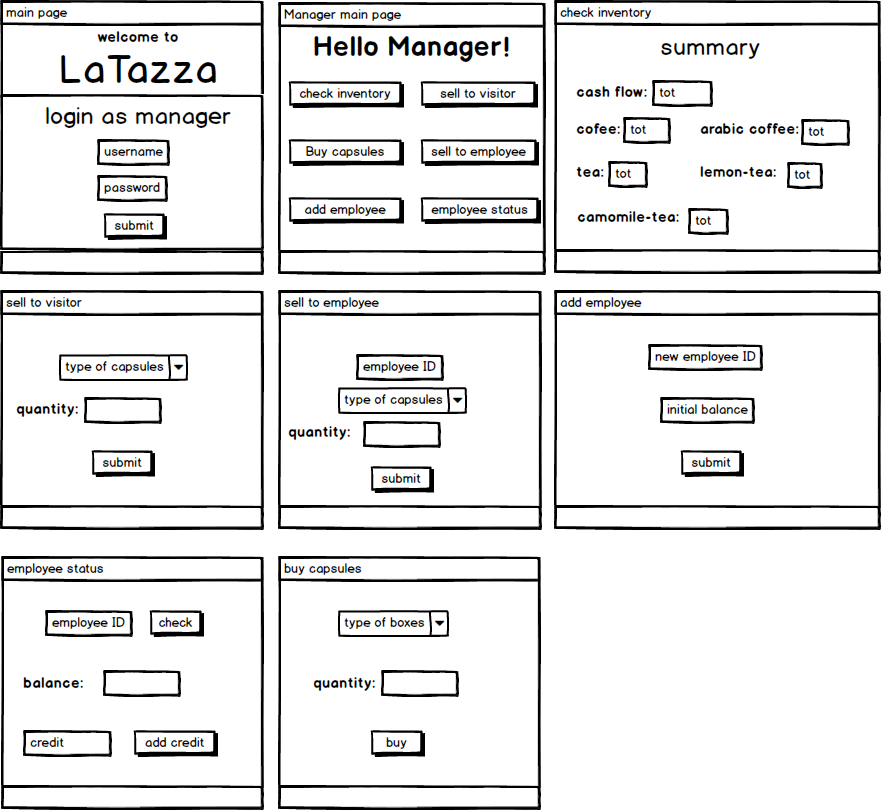 main page
welcome to
LaTazza
login as manager
username
password
submit
Manager main page
Hello Manager!
check inventory
sell to visitor
Buy capsules
sell to employee
add employee
employee status
check inventory
summary
cash flow: tot
cofee: tot
arabic coffee: tot
tea: tot
lemon-tea: tot
camomile-tea: tot
sell to visitor
type of capsules
quantity:
submit
sell to employee
employee ID
type of capsules
quantity:
submit
add employee
new employee ID
initial balance
submit
employee status
employee ID
check
balance:
credit
add credit
buy capsules
type of boxes
quantity:
buy